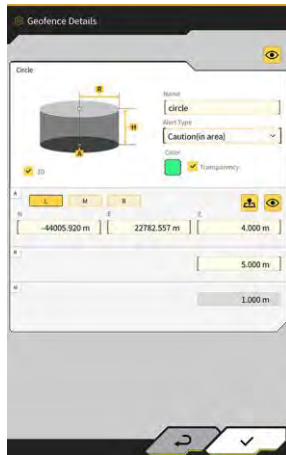 Geofence Details
Circle
R
H
A
3D
Name
circle
Alert Type
Caution(in area)
Color
Transparency
A
L M R
N E Z
-44005.920 m 22782.557 m 4.000 m
R
5.000 m
H
1.000 m